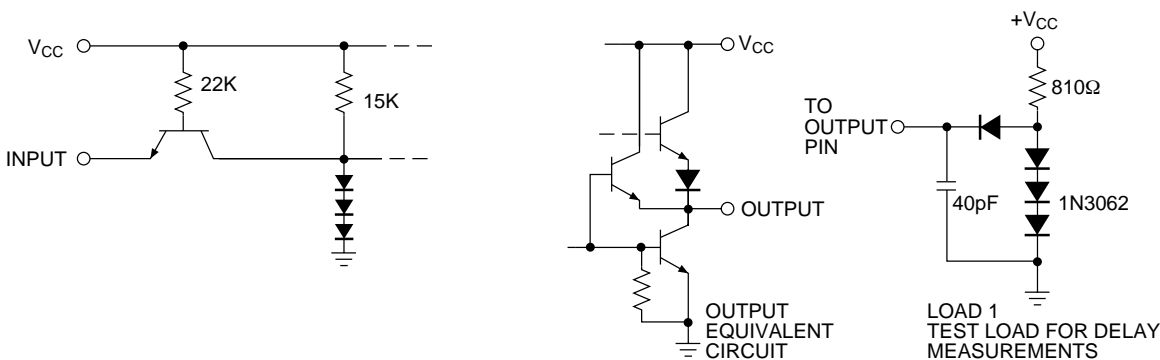 VCC
22K
15K
INPUT
VCC
OUTPUT
OUTPUT
EQUIVALENT
CIRCUIT
+VCC
810Ω
TO
OUTPUT
PIN
40pF
1N3062
LOAD 1
TEST LOAD FOR DELAY
MEASUREMENTS